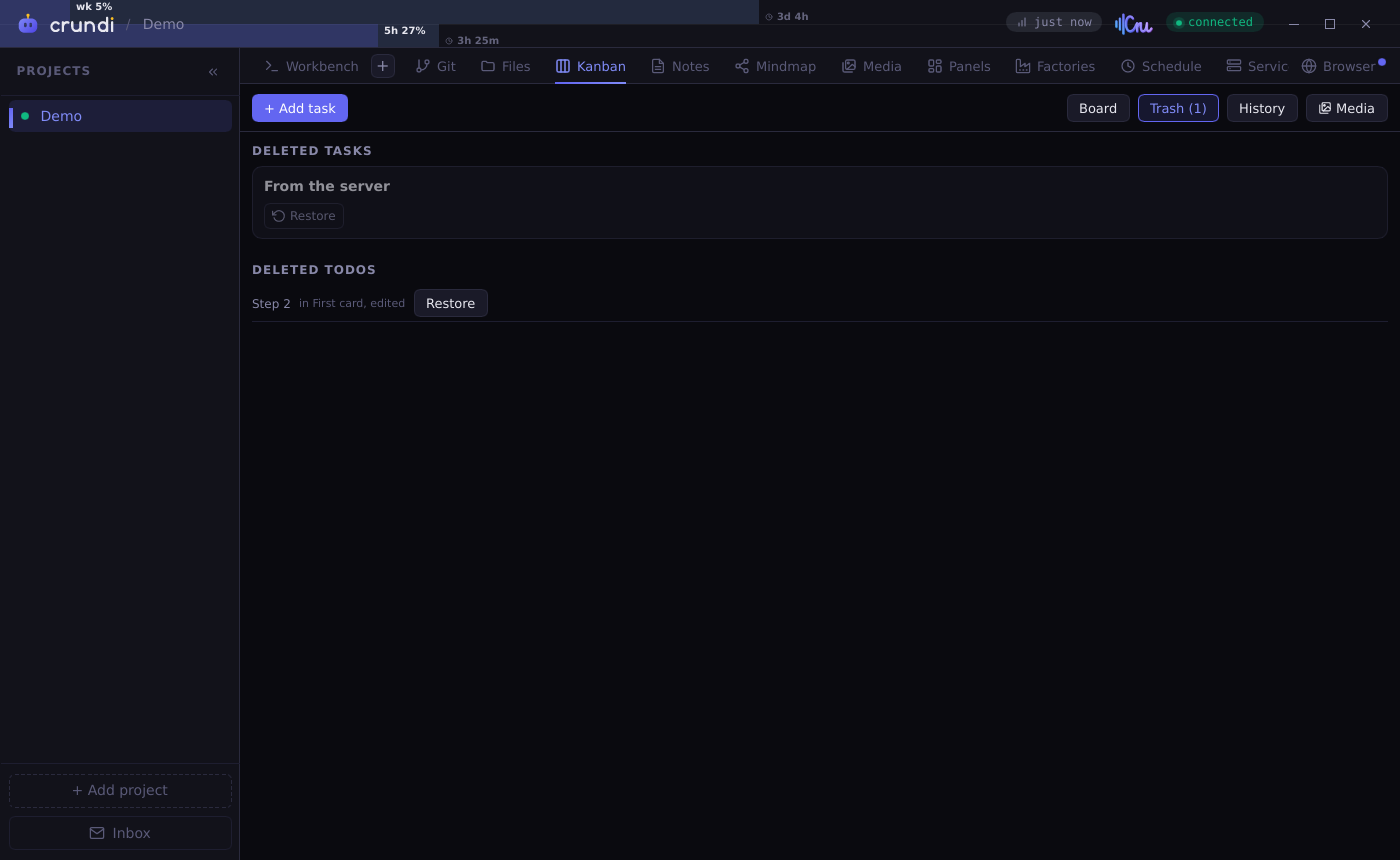 wk 5%
3d 4h
crundi / Demo
5h 27%
3h 25m
just now
Cru
connected
PROJECTS
«
Demo
+ Add project
Inbox
Workbench
+
Git
Files
Kanban
Notes
Mindmap
Media
Panels
Factories
Schedule
Servic
Browser
+ Add task
Board
Trash (1)
History
Media
DELETED TASKS
From the server
Restore
DELETED TODOS
Step 2 in First card, edited Restore